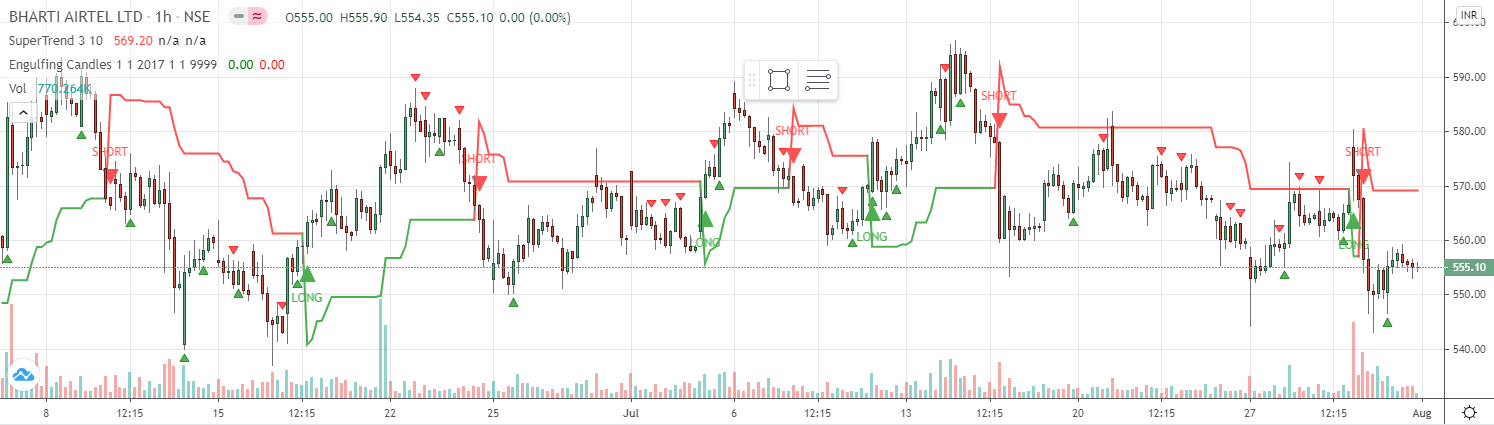 BHARTI AIRTEL LTD · 1h · NSE O555.00 H555.90 L554.35 C555.10 0.00 (0.00%)
INR
SuperTrend 3 10 569.20 n/a n/a
Engulfing Candles 1 1 2017 1 1 9999 0.00 0.00
Vol 770.264K
590.00
SHORT
SHORT
580.00
SHORT
SHORT
SHORT
570.00
LONG
LONG
LONG
560.00
555.10
LONG
550.00
540.00
8 12:15 15 12:15 22 25 Jul 6 12:15 13 12:15 20 12:15 27 12:15 Aug